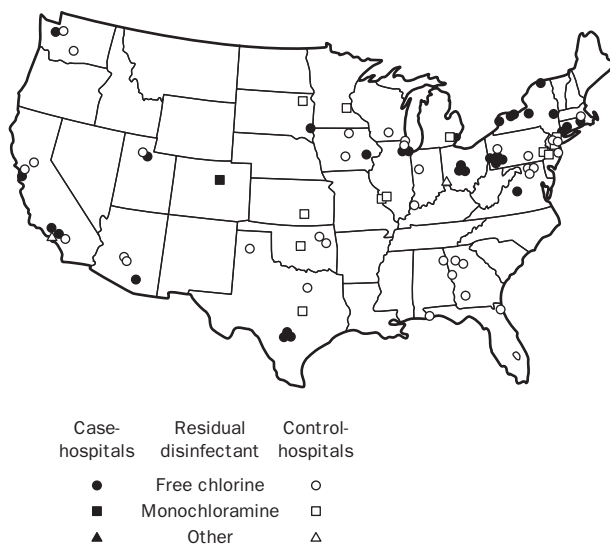 Case- Residual Control-
hospitals disinfectant hospitals
Free chlorine
Monochloramine
Other